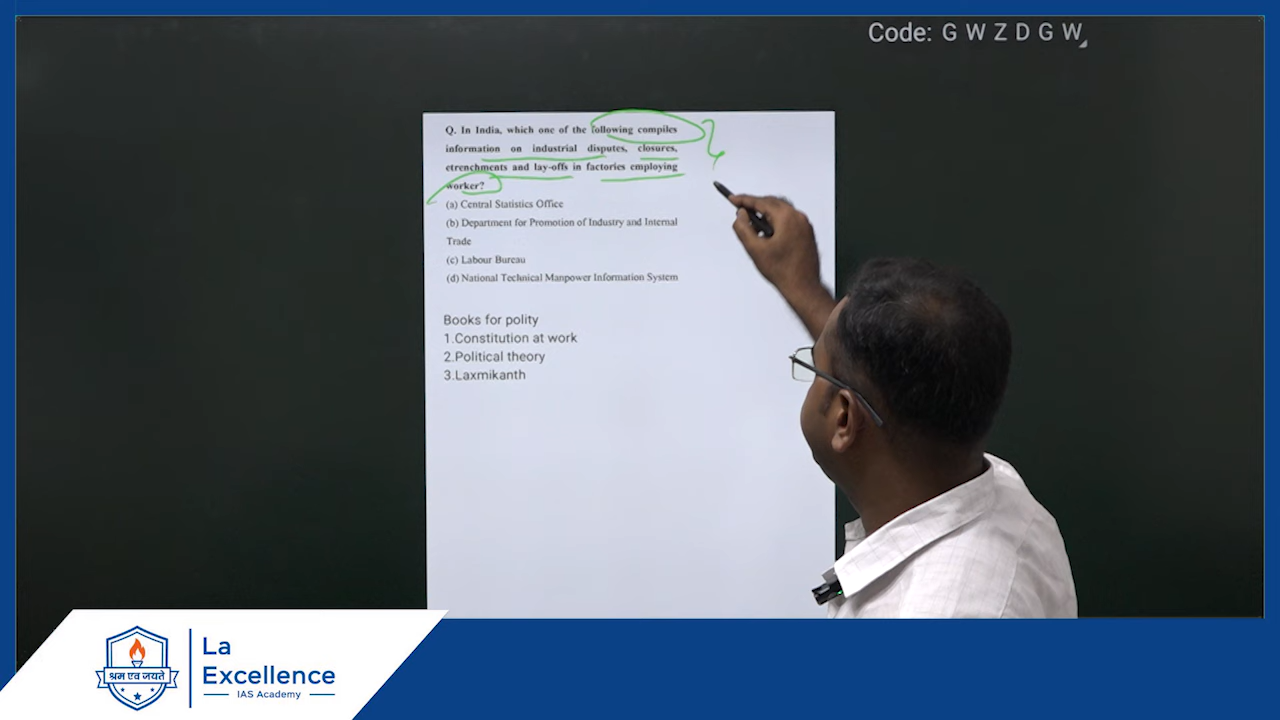 Code: G W Z D G W
Q. In India, which one of the following compiles
information on industrial disputes, closures,
etrenchments and lay-offs in factories employing
worker?
(a) Central Statistics Office
(b) Department for Promotion of Industry and Internal
Trade
(c) Labour Bureau
(d) National Technical Manpower Information System
Books for polity
1.Constitution at work
2.Political theory
3.Laxmikanth
श्रम एव जयते
La
Excellence
IAS Academy